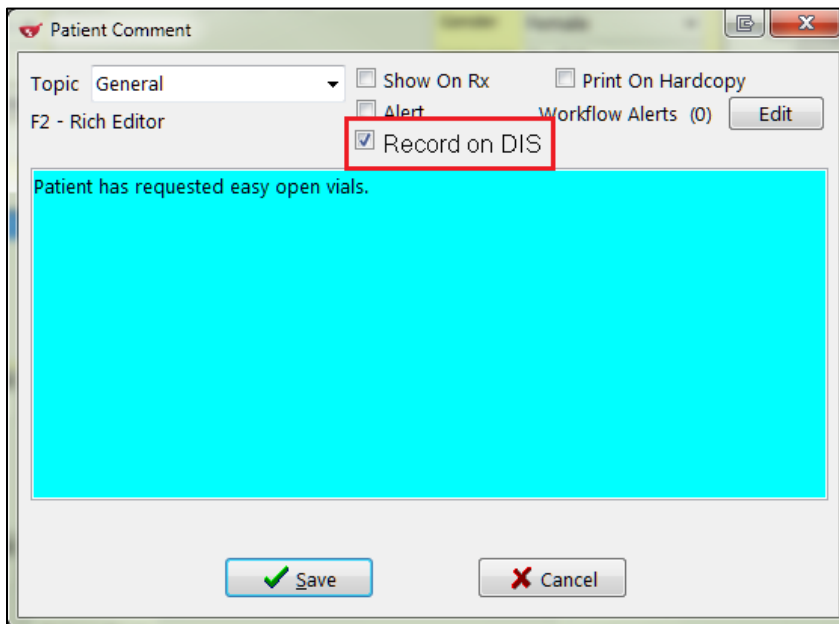 Patient Comment
Topic General
Show On Rx
Print On Hardcopy
F2 - Rich Editor
Alert
Workflow Alerts (0) Edit
Record on DIS
Patient has requested easy open vials.
Save
Cancel